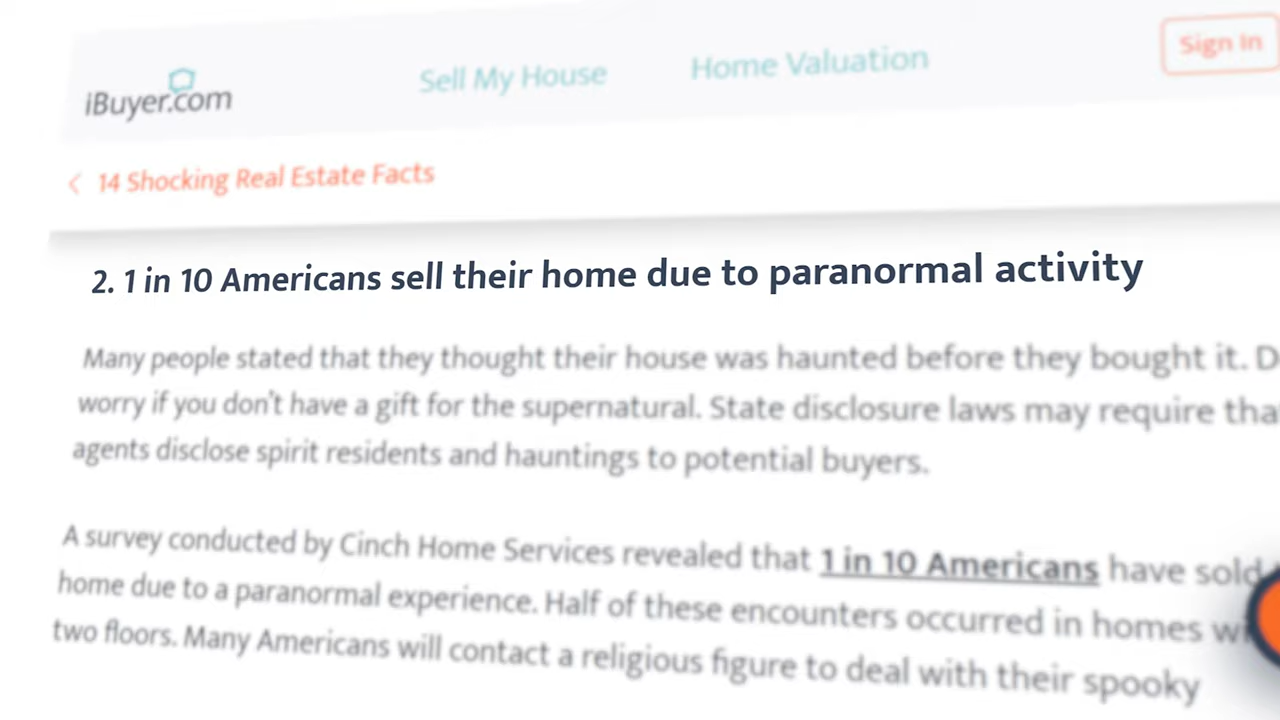 iBuyer.com
Sell My House
Home Valuation
Sign In
14 Shocking Real Estate Facts
2. 1 in 10 Americans sell their home due to paranormal activity
Many people stated that they thought their house was haunted before they bought it.
worry if you don't have a gift for the supernatural. State disclosure laws may require
agents disclose spirit residents and hauntings to potential buyers.
A survey conducted by Cinch Home Services revealed that 1 in 10 Americans have sold
home due to a paranormal experience. Half of these encounters occurred in homes
two floors. Many Americans will contact a religious figure to deal with their spooky